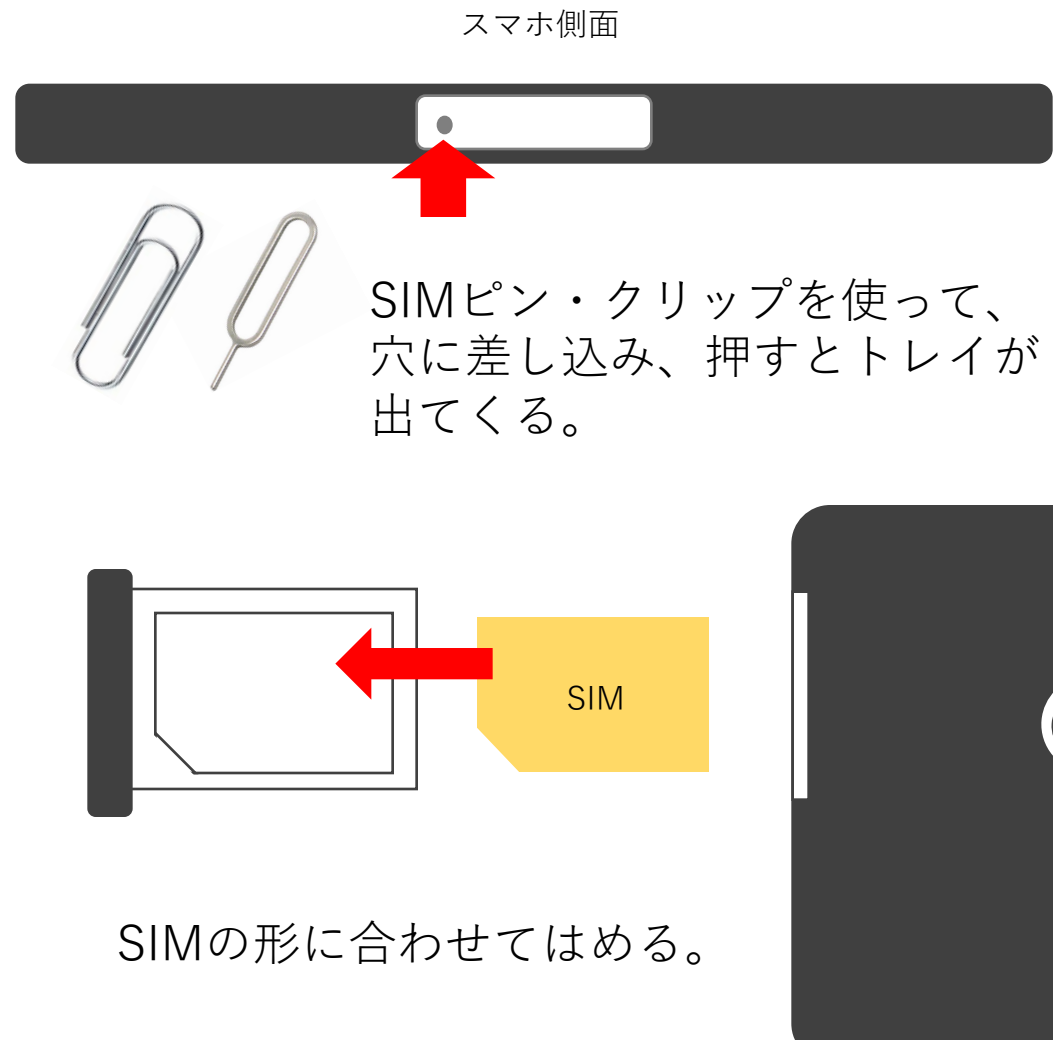 スマホ側面
SIMピン・クリップを使って、
穴に差し込み、押すとトレイが
出てくる。
SIM
SIMの形に合わせてはめる。